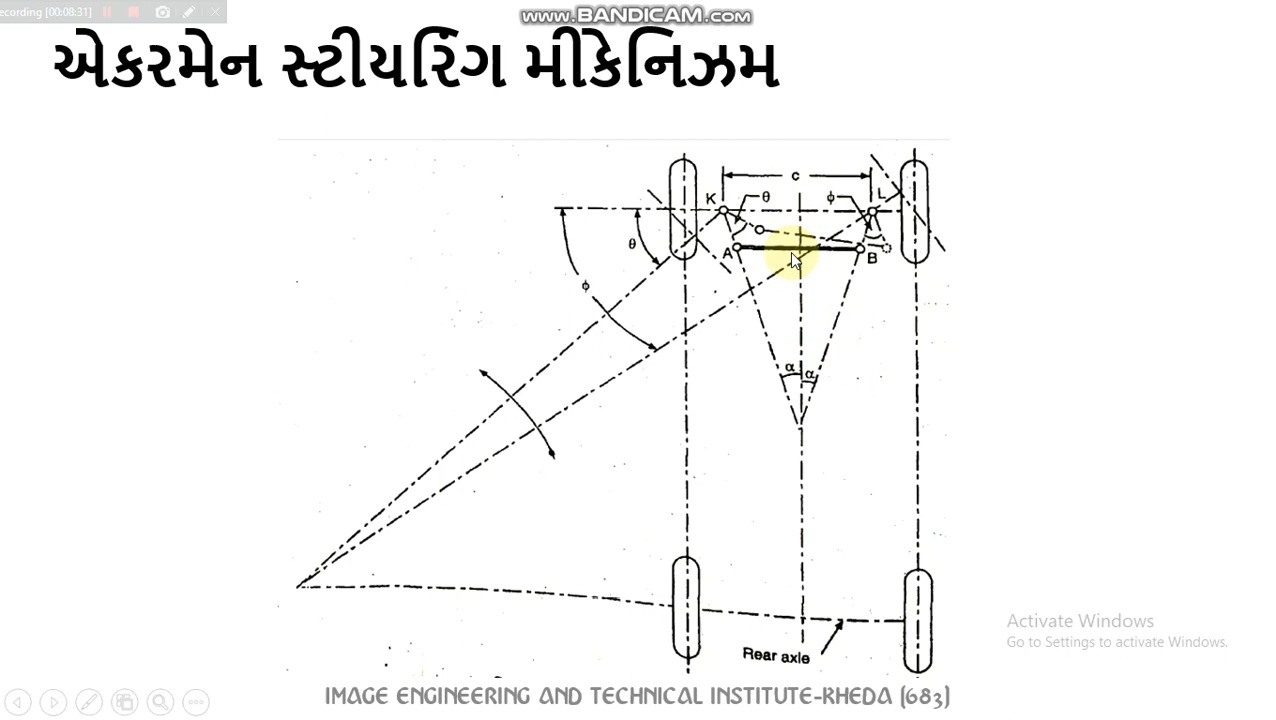 ecording [00:08:31]
www.BANDICAM.com
એકરમેન સ્ટીયરિંગ મીકેનિઝમ
c
K
θ
ϕ
L
θ
A
B
ϕ
α
α
Rear axle
Activate Windows
Go to Settings to activate Windows.
IMAGE ENGINEERING AND TECHNICAL INSTITUTE-KHEDA (683)